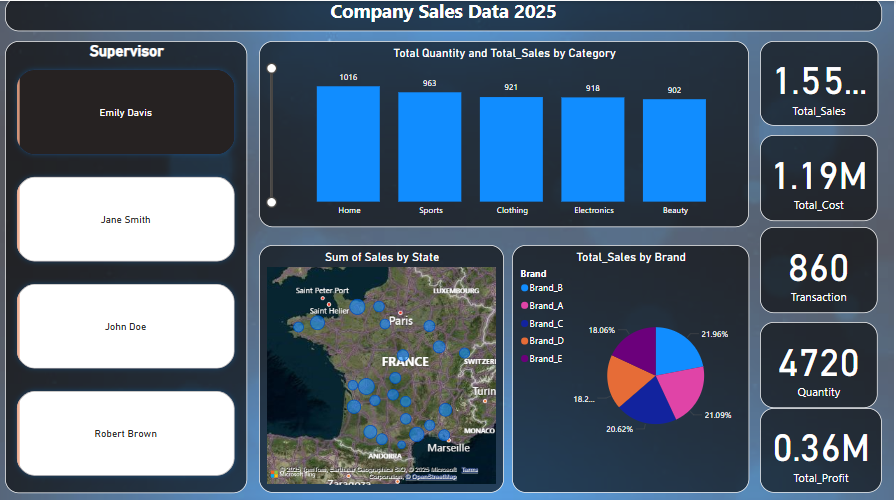 Company Sales Data 2025
Supervisor
Emily Davis
Jane Smith
John Doe
Robert Brown
Total Quantity and Total_Sales by Category
1016
963
921
918
902
Home
Sports
Clothing
Electronics
Beauty
Sum of Sales by State
Saint Peter Port
LUXEMBOURG
Saint Helier
Paris
FRANCE
SWITZER
Turin
MONACO
Marseille
ANDORRA
Zaragoza
© 2025 TomTom, Earthstar Geographics SIO, © 2025 Microsoft
Corporation, © OpenStreetMap
Terms
Microsoft Bing
Total_Sales by Brand
Brand
Brand_B
Brand_A
Brand_C
Brand_D
Brand_E
18.06%
21.96%
18.2...
21.09%
20.62%
1.55...
Total_Sales
1.19M
Total_Cost
860
Transaction
4720
Quantity
0.36M
Total_Profit